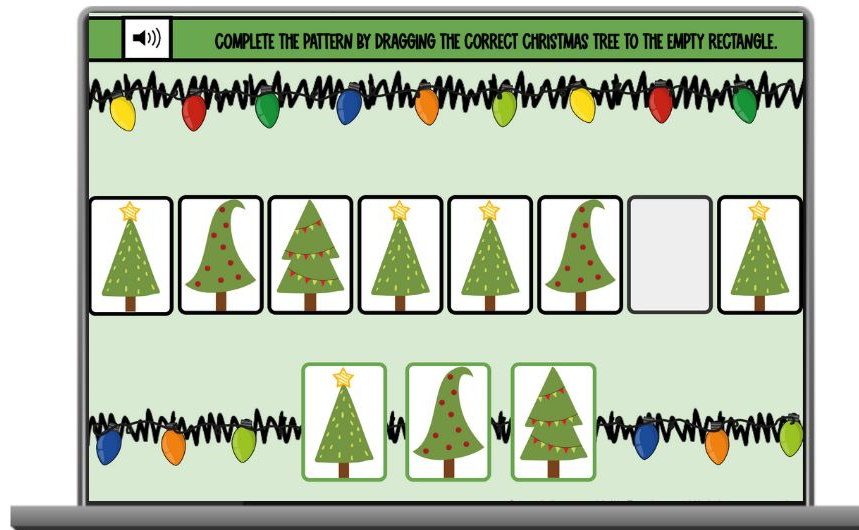 COMPLETE THE PATTERN BY DRAGGING THE CORRECT CHRISTMAS TREE TO THE EMPTY RECTANGLE.